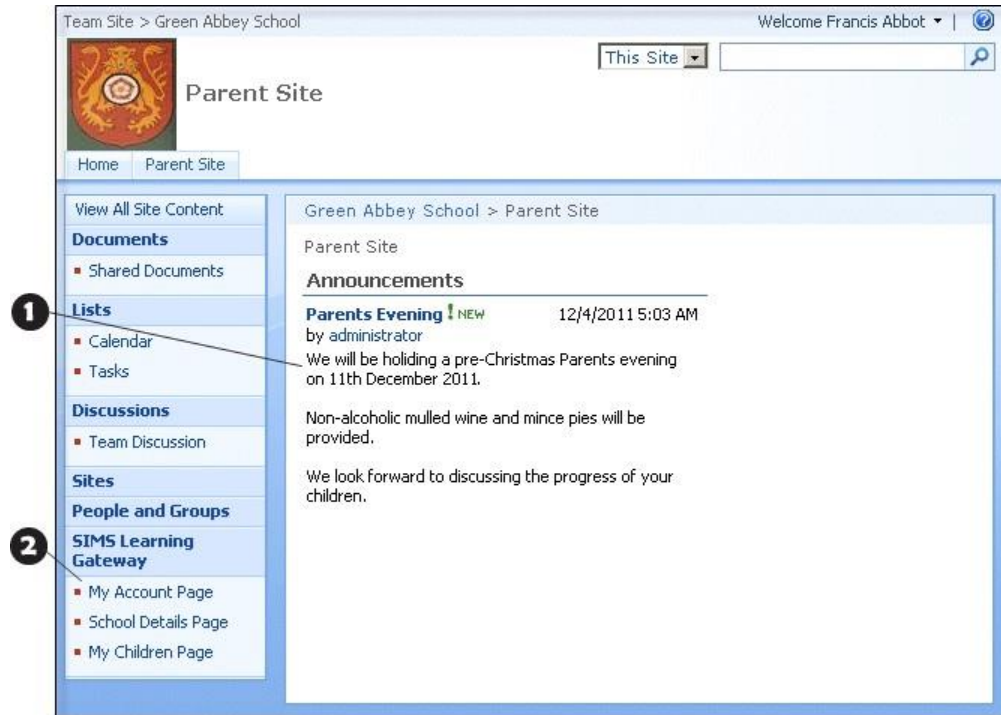 Team Site > Green Abbey School
Welcome Francis Abbot
This Site
Parent Site
Home
Parent Site
View All Site Content
Documents
Shared Documents
Lists
Calendar
Tasks
Discussions
Team Discussion
Sites
People and Groups
SIMS Learning
Gateway
My Account Page
School Details Page
My Children Page
Green Abbey School > Parent Site
Parent Site
Announcements
Parents Evening ! NEW 12/4/2011 5:03 AM
by administrator
We will be holiding a pre-Christmas Parents evening
on 11th December 2011.
Non-alcoholic mulled wine and mince pies will be
provided.
We look forward to discussing the progress of your
children.
1
2